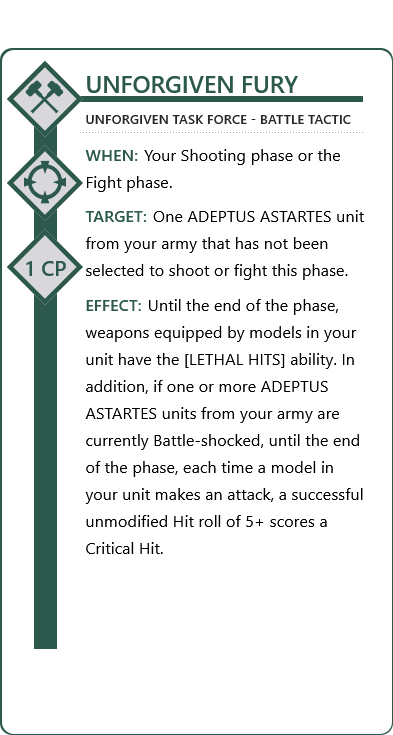 UNFORGIVEN FURY
UNFORGIVEN TASK FORCE - BATTLE TACTIC
WHEN: Your Shooting phase or the
Fight phase.
TARGET: One ADEPTUS ASTARTES unit
from your army that has not been
selected to shoot or fight this phase.
1 CP
EFFECT: Until the end of the phase,
weapons equipped by models in your
unit have the [LETHAL HITS] ability. In
addition, if one or more ADEPTUS
ASTARTES units from your army are
currently Battle-shocked, until the end
of the phase, each time a model in
your unit makes an attack, a successful
unmodified Hit roll of 5+ scores a
Critical Hit.